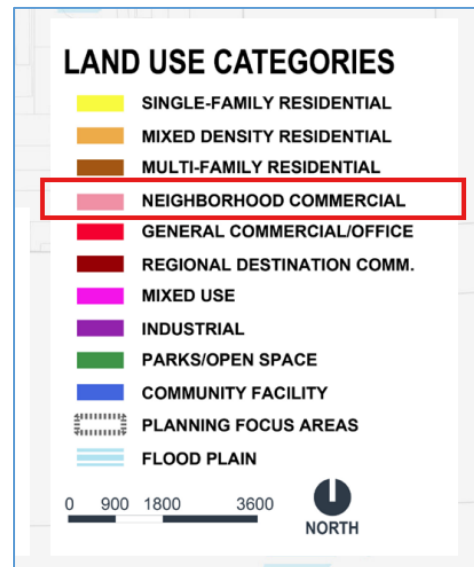 LAND USE CATEGORIES
SINGLE-FAMILY RESIDENTIAL
MIXED DENSITY RESIDENTIAL
MULTI-FAMILY RESIDENTIAL
NEIGHBORHOOD COMMERCIAL
GENERAL COMMERCIAL/OFFICE
REGIONAL DESTINATION COMM.
MIXED USE
INDUSTRIAL
PARKS/OPEN SPACE
COMMUNITY FACILITY
PLANNING FOCUS AREAS
FLOOD PLAIN
0 900 1800 3600
NORTH